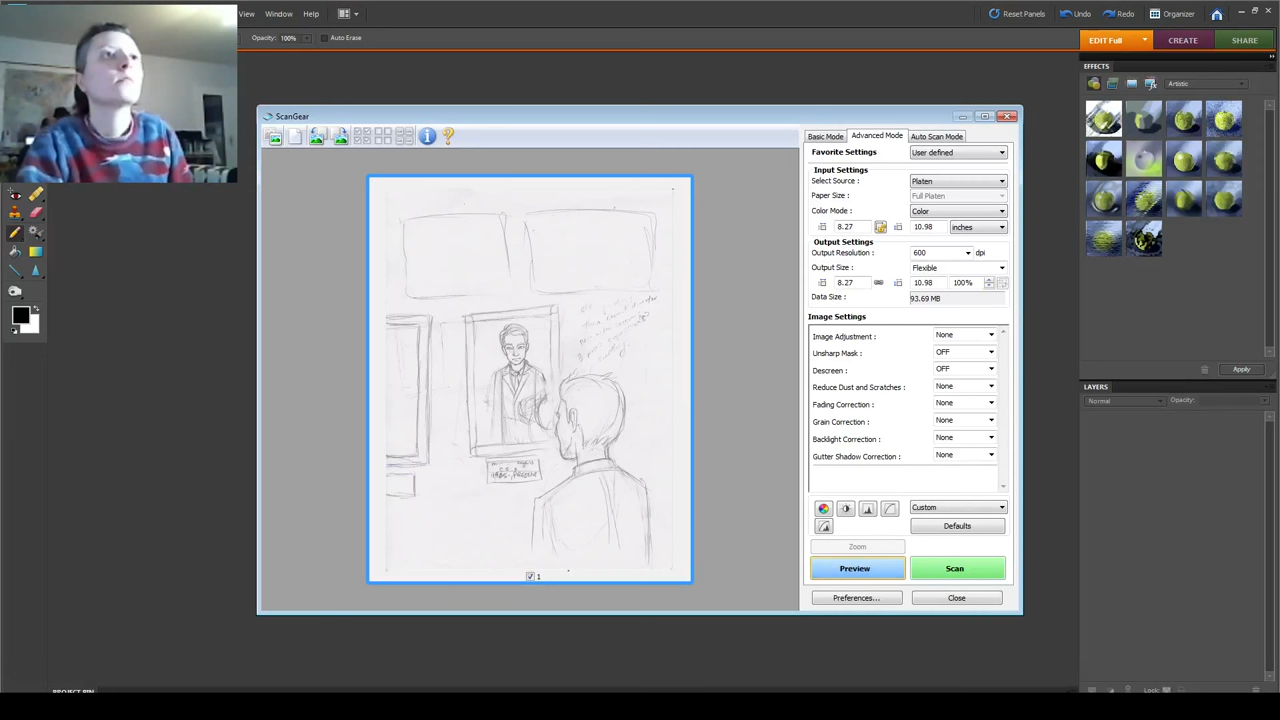 View Window Help
Reset Panels Undo Redo Organizer
Opacity: 100% Auto Erase
EDIT Full CREATE SHARE
EFFECTS
Artistic
ScanGear
Basic Mode Advanced Mode Auto Scan Mode
Favorite Settings User defined
Input Settings
Select Source : Platen
Paper Size : Full Platen
Color Mode : Color
8.27 10.98 inches
Output Settings
Output Resolution : 600 dpi
Output Size : Flexible
8.27 10.98 100%
Data Size : 93.69 MB
Image Settings
Image Adjustment : None
Unsharp Mask : OFF
Descreen : OFF
Reduce Dust and Scratches : None
Fading Correction : None
Grain Correction : None
Backlight Correction : None
Gutter Shadow Correction : None
Custom
Defaults
Zoom
Preview Scan
Preferences... Close
1
Apply
LAYERS
Normal Opacity:
Lock:
PROJECT BIN